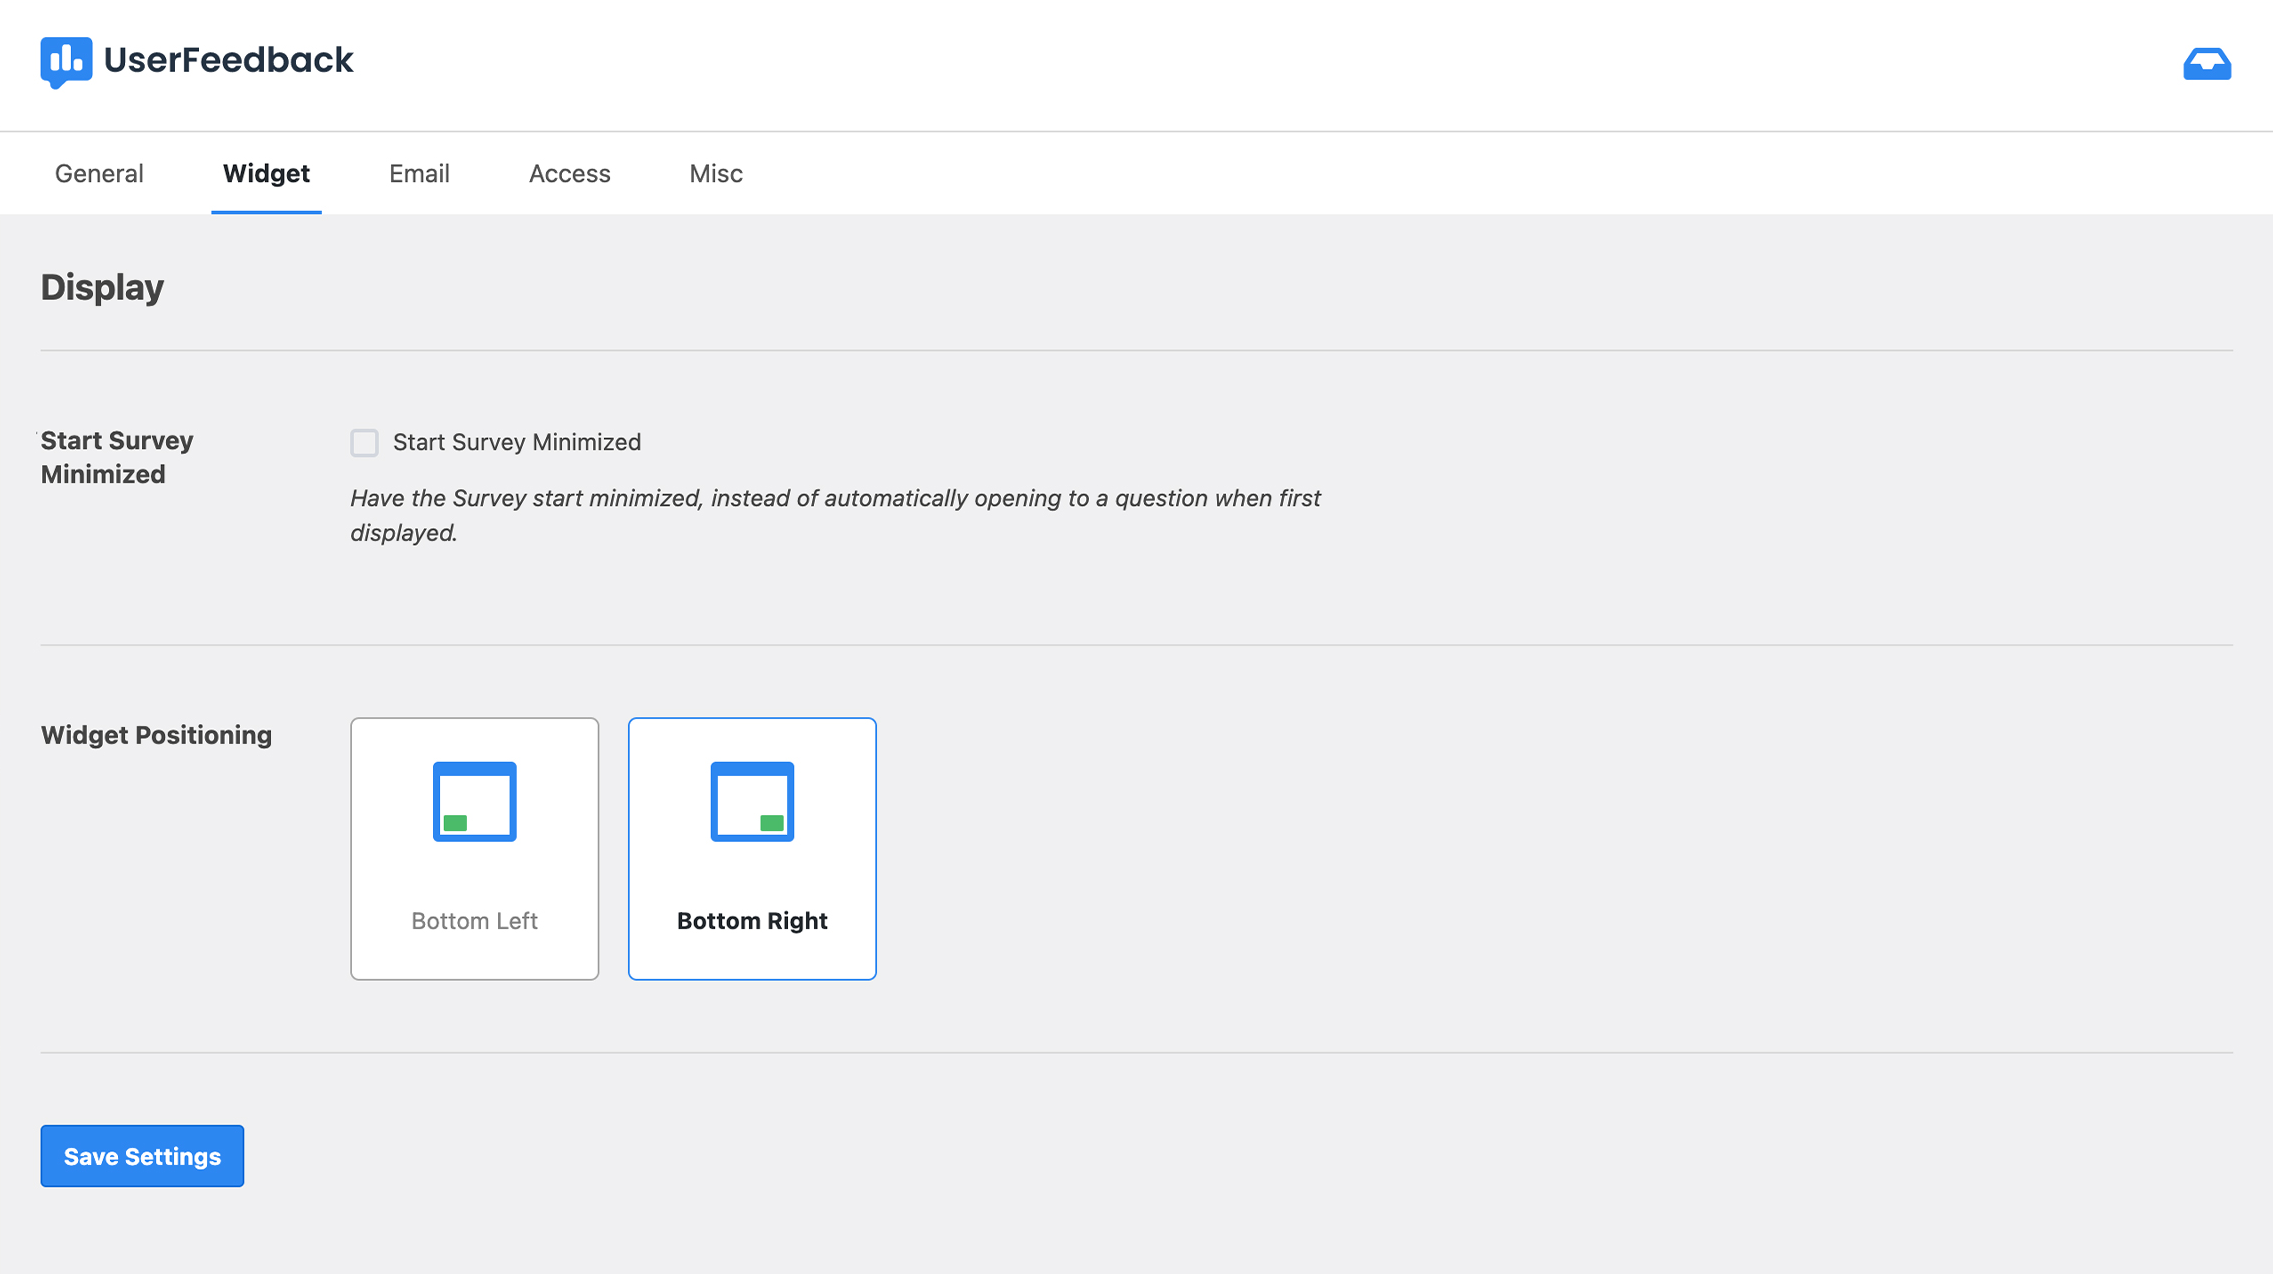 UserFeedback
General Widget Email Access Misc
Display
Start Survey
Minimized
Start Survey Minimized
Have the Survey start minimized, instead of automatically opening to a question when first
displayed.
Widget Positioning
Bottom Left
Bottom Right
Save Settings